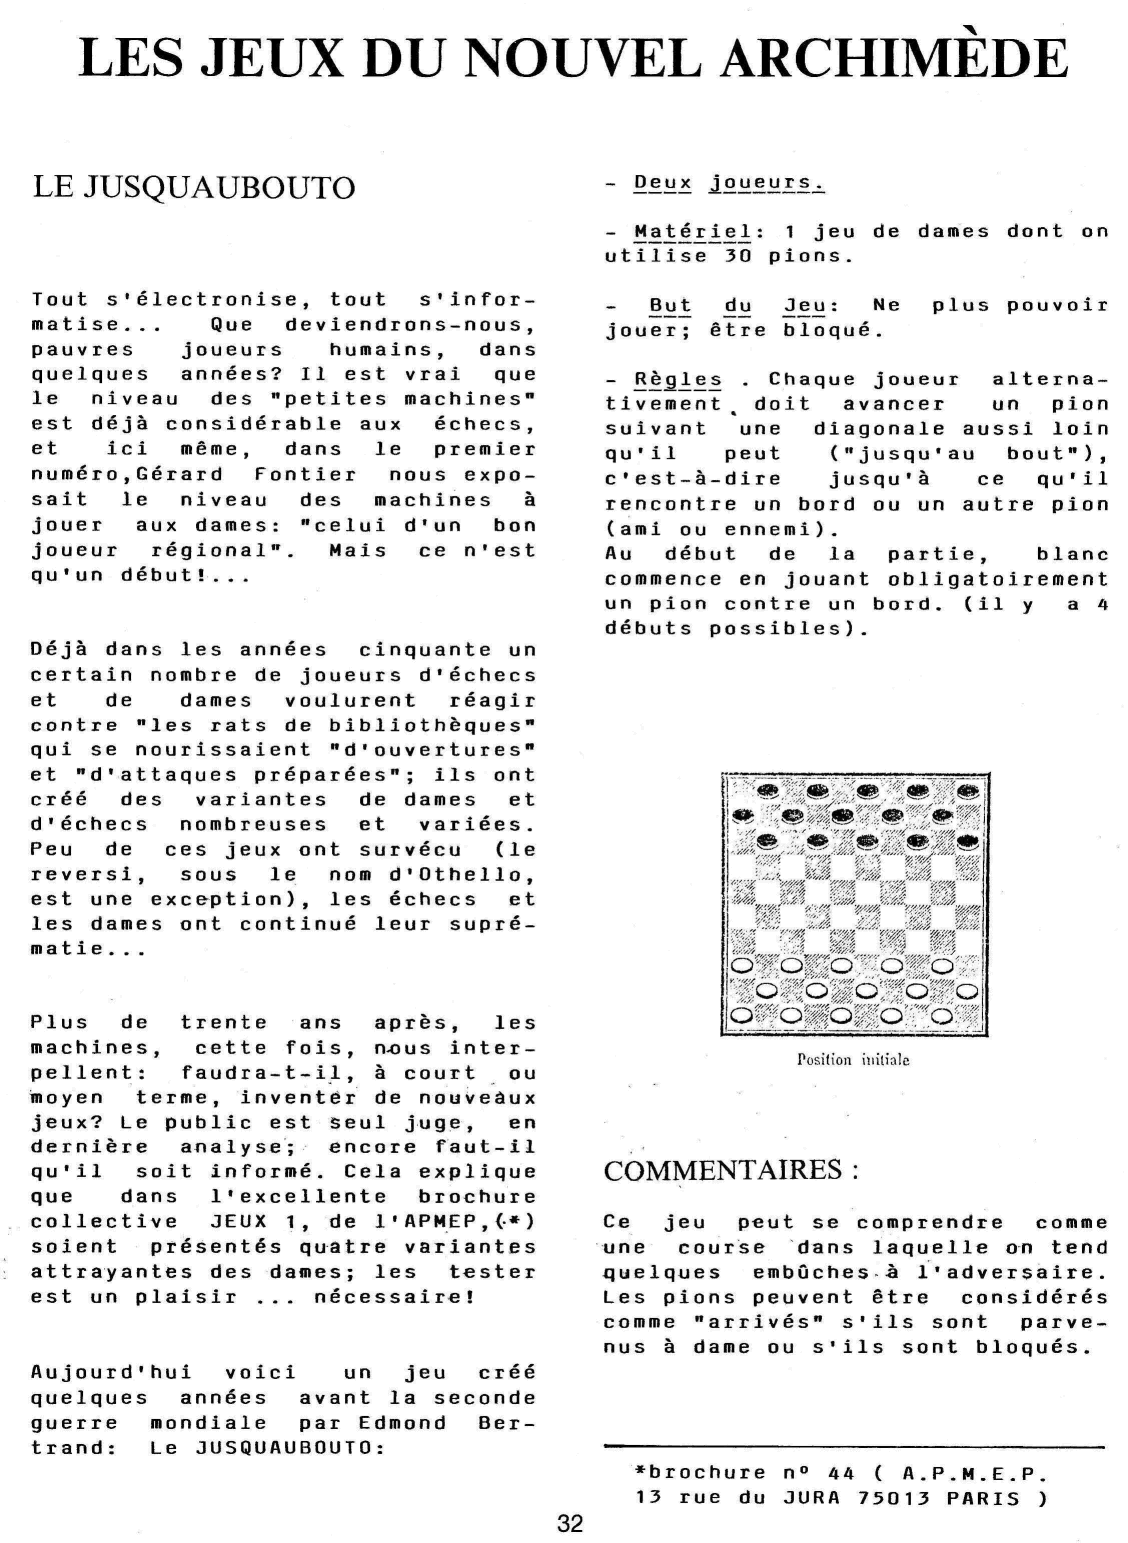 LES JEUX DU NOUVEL ARCHIMÈDE
LE JUSQUAUBOUTO
Tout s'électronise, tout s'infor-
matise... Que deviendrons-nous,
pauvres joueurs humains, dans
quelques années? Il est vrai que
le niveau des "petites machines"
est déjà considérable aux échecs,
et ici même, dans le premier
numéro,Gérard Fontier nous expo-
sait le niveau des machines à
jouer aux dames: "celui d'un bon
joueur régional". Mais ce n'est
qu'un début!...
Déjà dans les années cinquante un
certain nombre de joueurs d'échecs
et de dames voulurent réagir
contre "les rats de bibliothèques"
qui se nourissaient "d'ouvertures"
et "d'attaques préparées"; ils ont
créé des variantes de dames et
d'échecs nombreuses et variées.
Peu de ces jeux ont survécu (le
reversi, sous le nom d'Othello,
est une exception), les échecs et
les dames ont continué leur supré-
matie...
Plus de trente ans après, les
machines, cette fois, nous inter-
pellent: faudra-t-il, à court ou
moyen terme, inventer de nouveaux
jeux? Le public est seul juge, en
dernière analyse; encore faut-il
qu'il soit informé. Cela explique
que dans l'excellente brochure
collective JEUX 1, de l'APMEP,(*)
soient présentés quatre variantes
attrayantes des dames; les tester
est un plaisir ... nécessaire!
Aujourd'hui voici un jeu créé
quelques années avant la seconde
guerre mondiale par Edmond Ber-
trand: Le JUSQUAUBOUTO:
- Deux joueurs.
- Matériel: 1 jeu de dames dont on
utilise 30 pions.
- But du Jeu: Ne plus pouvoir
jouer; être bloqué.
- Règles . Chaque joueur alterna-
tivement doit avancer un pion
suivant une diagonale aussi loin
qu'il peut ("jusqu'au bout"),
c'est-à-dire jusqu'à ce qu'il
rencontre un bord ou un autre pion
(ami ou ennemi).
Au début de la partie, blanc
commence en jouant obligatoirement
un pion contre un bord. (il y a 4
débuts possibles).
Position initiale
COMMENTAIRES :
Ce jeu peut se comprendre comme
une course dans laquelle on tend
quelques embûches à l'adversaire.
Les pions peuvent être considérés
comme "arrivés" s'ils sont parve-
nus à dame ou s'ils sont bloqués.
*brochure nº 44 ( A.P.M.E.P.
13 rue du JURA 75013 PARIS )
32